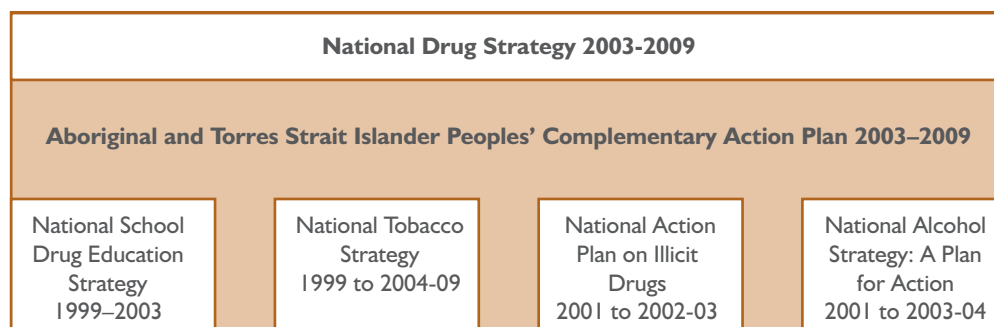 National Drug Strategy 2003-2009
Aboriginal and Torres Strait Islander Peoples’ Complementary Action Plan 2003–2009
National School
Drug Education
Strategy
1999–2003
National Tobacco
Strategy
1999 to 2004-09
National Action
Plan on Illicit
Drugs
2001 to 2002-03
National Alcohol
Strategy: A Plan
for Action
2001 to 2003-04